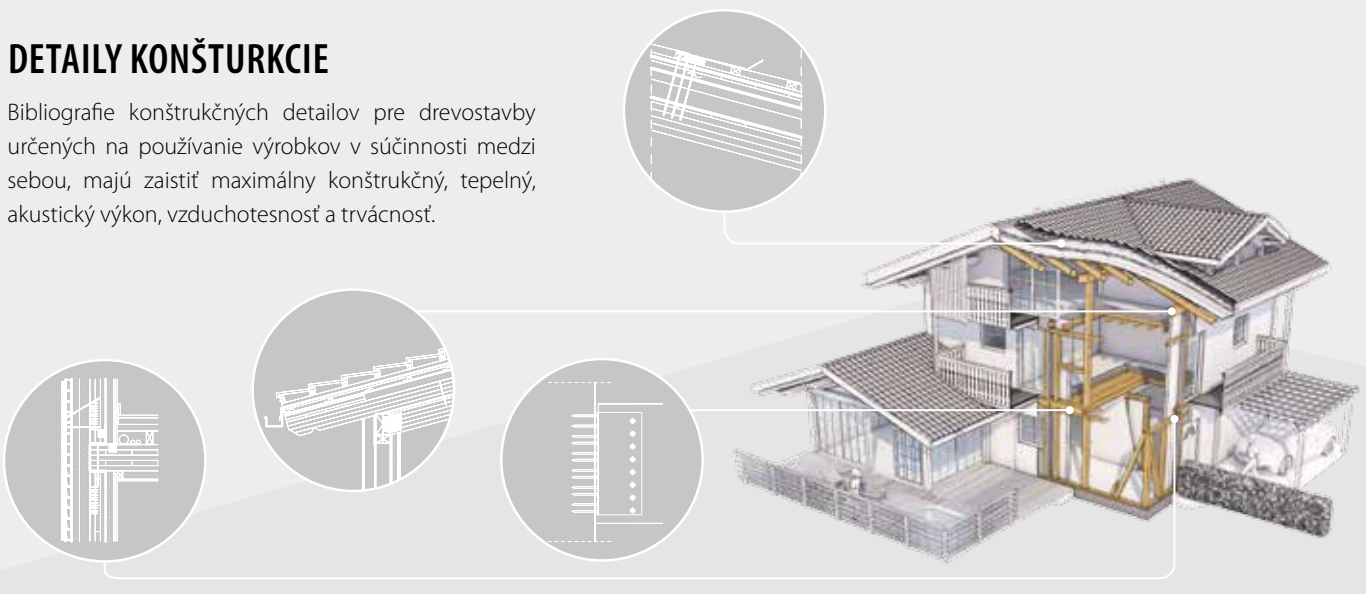 DETAILY KONŠTURKCIE
Bibliografie konštrukčných detailov pre drevostavby
určených na používanie výrobkov v súčinnosti medzi
sebou, majú zaistiť maximálny konštrukčný, tepelný,
akustický výkon, vzduchotesnosť a trvácnosť.